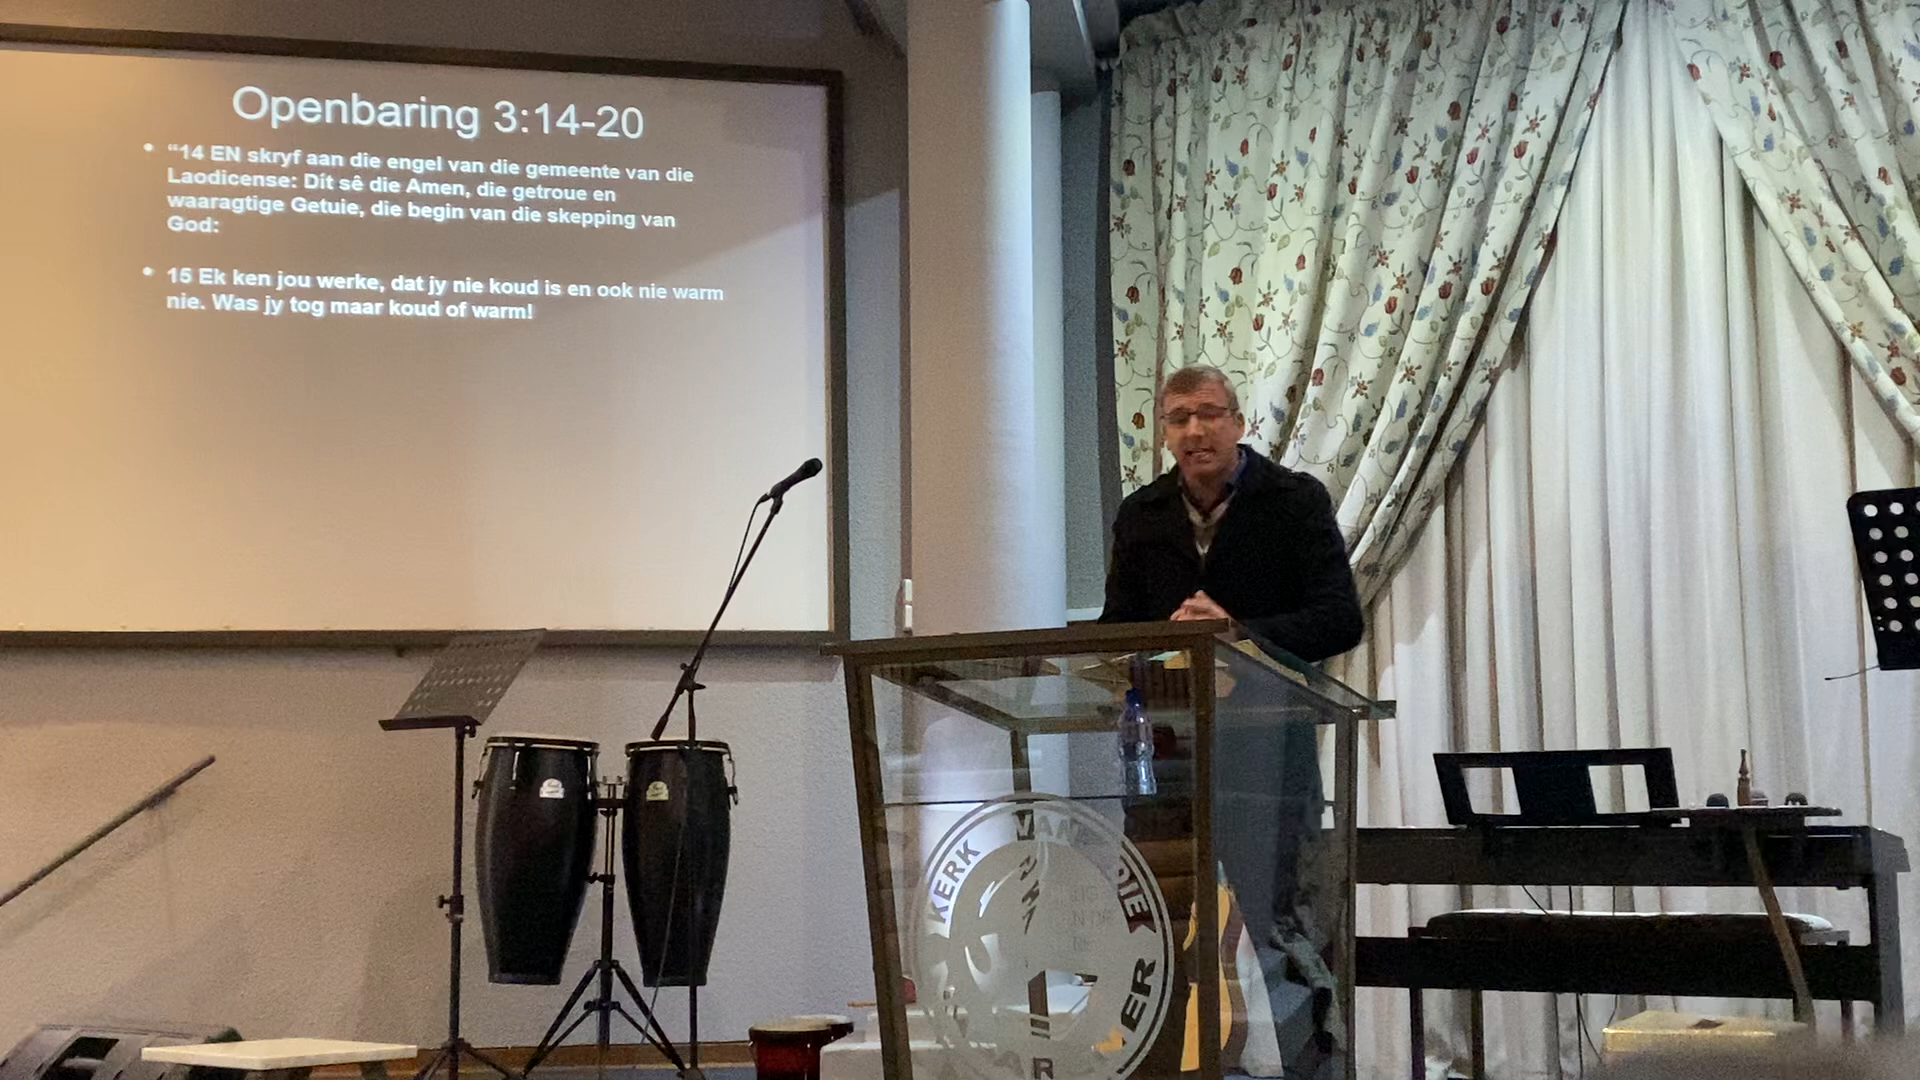 Openbaring 3:14-20
• “14 EN skryf aan die engel van die gemeente van die
Laodicense: Dít sê die Amen, die getroue en
waaragtige Getuie, die begin van die skepping van
God:
• 15 Ek ken jou werke, dat jy nie koud is en ook nie warm
nie. Was jy tog maar koud of warm!
KERK VAN DIE